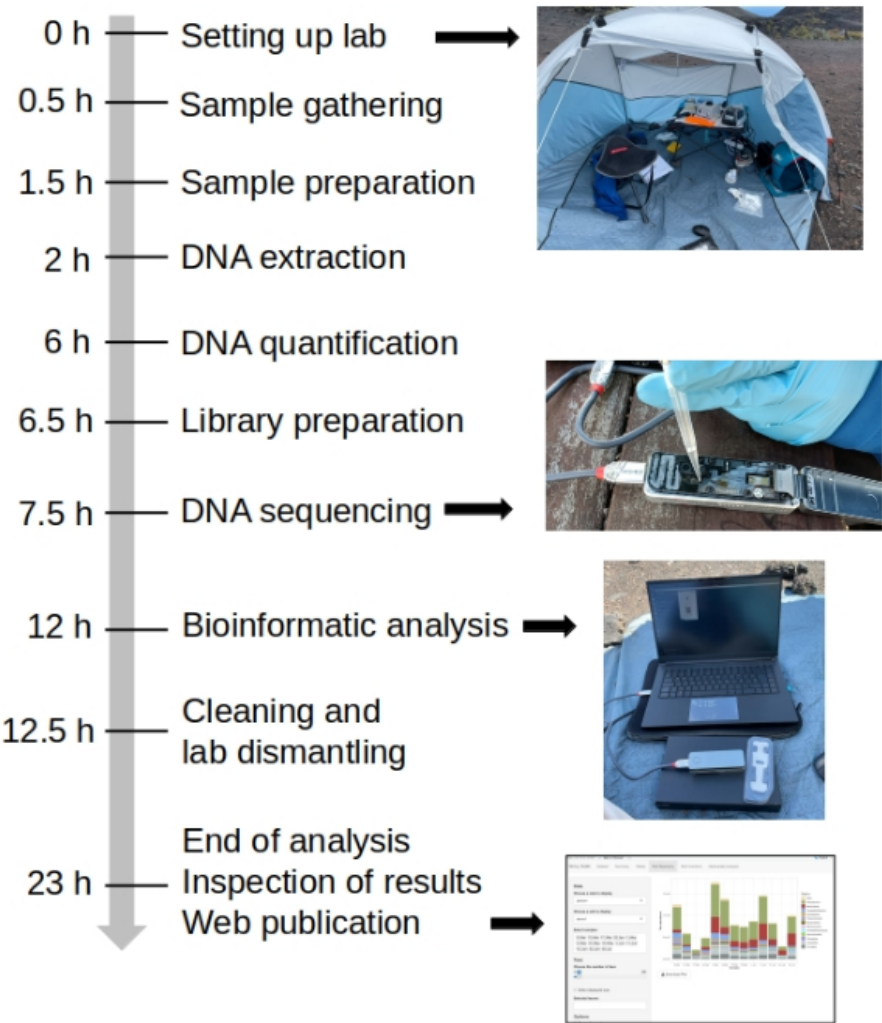 0 h Setting up lab
0.5 h Sample gathering
1.5 h Sample preparation
2 h DNA extraction
6 h DNA quantification
6.5 h Library preparation
7.5 h DNA sequencing
12 h Bioinformatic analysis
Cleaning and
12.5 h
lab dismantling
End of analysis
23 h Inspection of results
Web publication